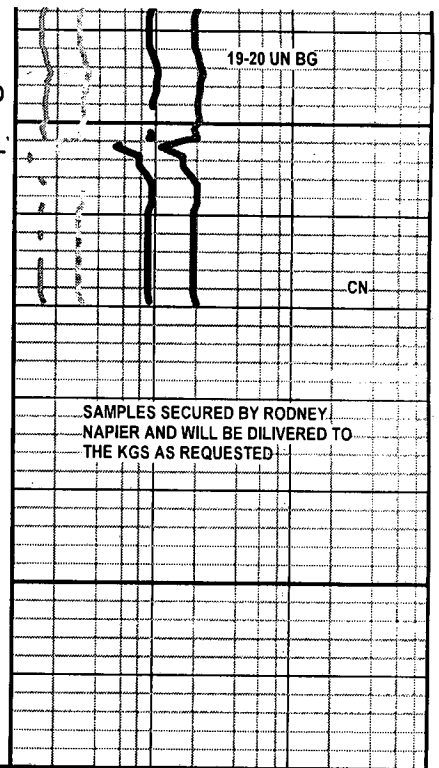 19-20 UN BG
CN
SAMPLES SECURED BY RODNEY
NAPIER AND WILL BE DILIVERED TO
THE KGS AS REQUESTED